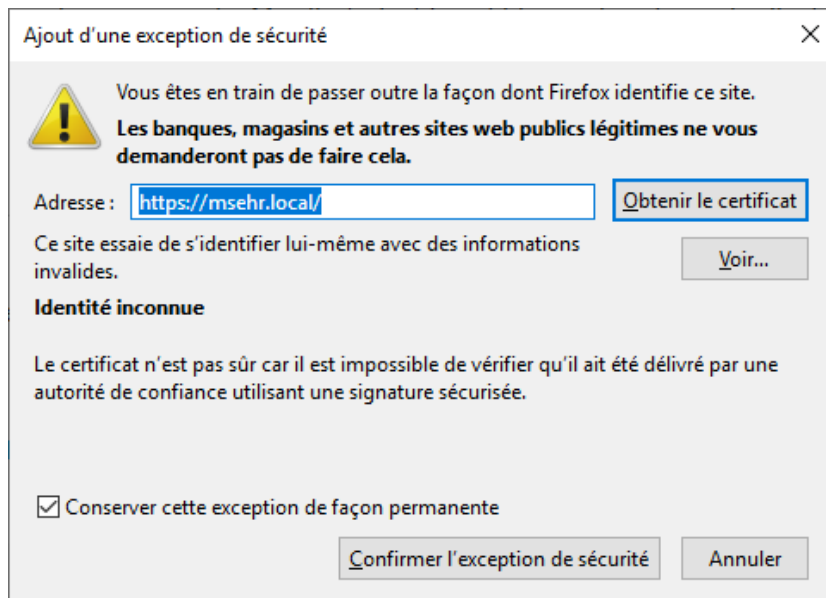 Ajout d’une exception de sécurité
Vous êtes en train de passer outre la façon dont Firefox identifie ce site.
Les banques, magasins et autres sites web publics légitimes ne vous
demanderont pas de faire cela.
Adresse : https://msehr.local/ Obtenir le certificat
Ce site essaie de s’identifier lui-même avec des informations
invalides.
Voir...
Identité inconnue
Le certificat n’est pas sûr car il est impossible de vérifier qu’il ait été délivré par une
autorité de confiance utilisant une signature sécurisée.
Conserver cette exception de façon permanente
Confirmer l’exception de sécurité Annuler